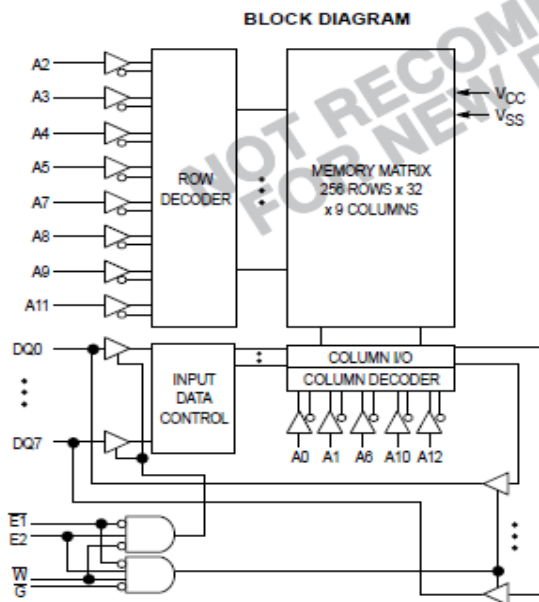 BLOCK DIAGRAM
NOT RECOM
FOR NEW
A2
A3
A4
A5
A7
A8
A9
A11
ROW
DECODER
MEMORY MATRIX
256 ROWS x 32
x 9 COLUMNS
VCC
VSS
DQ0
DQ7
INPUT
DATA
CONTROL
COLUMN I/O
COLUMN DECODER
A0 A1 A6 A10 A12
E1
E2
W
G